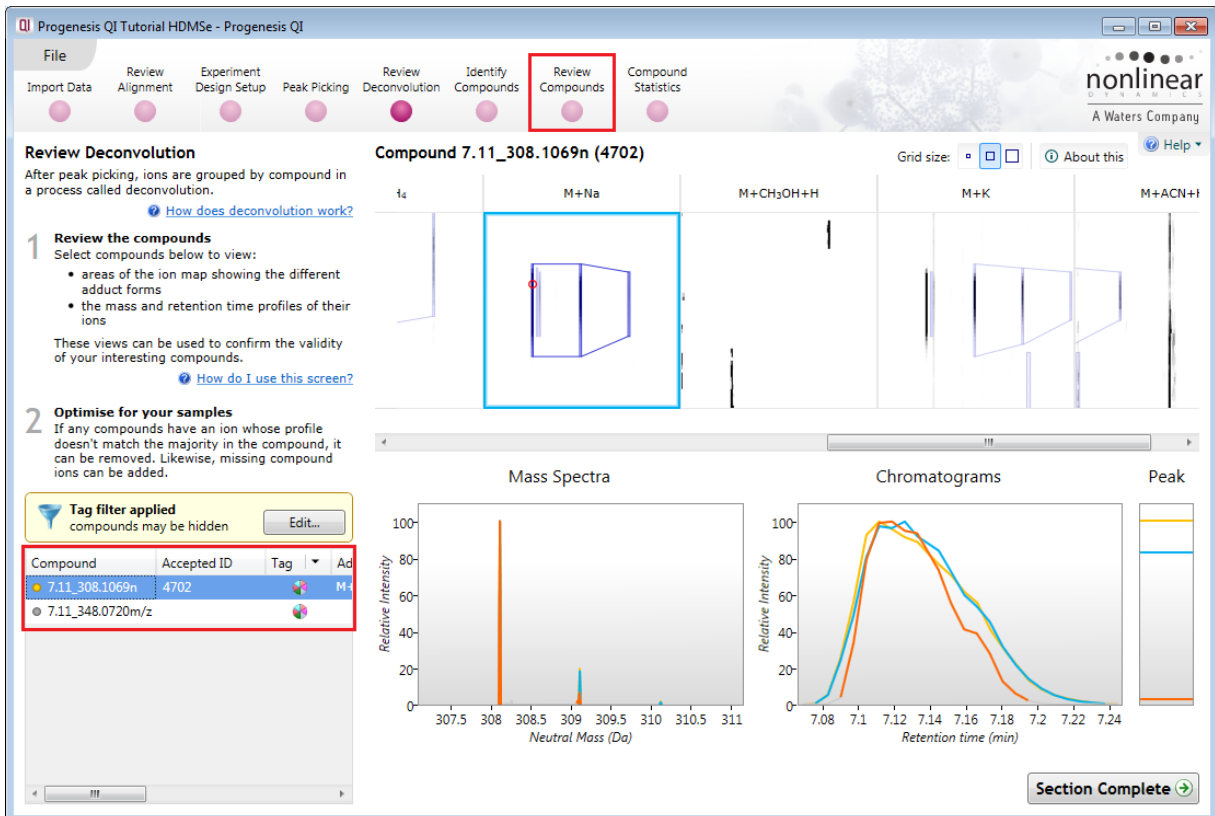 Progenesis QI Tutorial HDMSe - Progenesis QI
File
Import Data
Review Alignment
Experiment Design Setup
Peak Picking
Review Deconvolution
Identify Compounds
Review Compounds
Compound Statistics
nonlinear
DYNAMICS
A Waters Company
Review Deconvolution
After peak picking, ions are grouped by compound in
a process called deconvolution.
How does deconvolution work?
1 Review the compounds
Select compounds below to view:
• areas of the ion map showing the different
adduct forms
• the mass and retention time profiles of their
ions
These views can be used to confirm the validity
of your interesting compounds.
How do I use this screen?
2 Optimise for your samples
If any compounds have an ion whose profile
doesn't match the majority in the compound, it
can be removed. Likewise, missing compound
ions can be added.
Tag filter applied
compounds may be hidden
Edit...
Compound Accepted ID Tag Ad
7.11_308.1069n 4702 M+
7.11_348.0720m/z
Compound 7.11_308.1069n (4702)
Grid size:
About this
Help
M+Na M+CH₃OH+H M+K M+ACN+H
Mass Spectra
Relative Intensity
100
80
60
40
20
0
307.5 308 308.5 309 309.5 310 310.5 311
Neutral Mass (Da)
Chromatograms
Relative Intensity
100
80
60
40
20
0
7.08 7.1 7.12 7.14 7.16 7.18 7.2 7.22 7.24
Retention time (min)
Peak
Section Complete